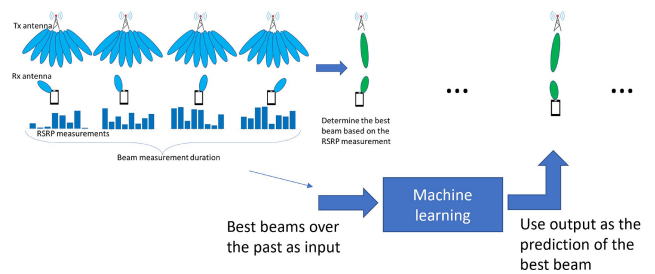 Tx antenna
Rx antenna
RSRP measurements
Beam measurement duration
Determine the best
beam based on the
RSRP measurement
...
...
Best beams over
the past as input
Machine
learning
Use output as the
prediction of the
best beam